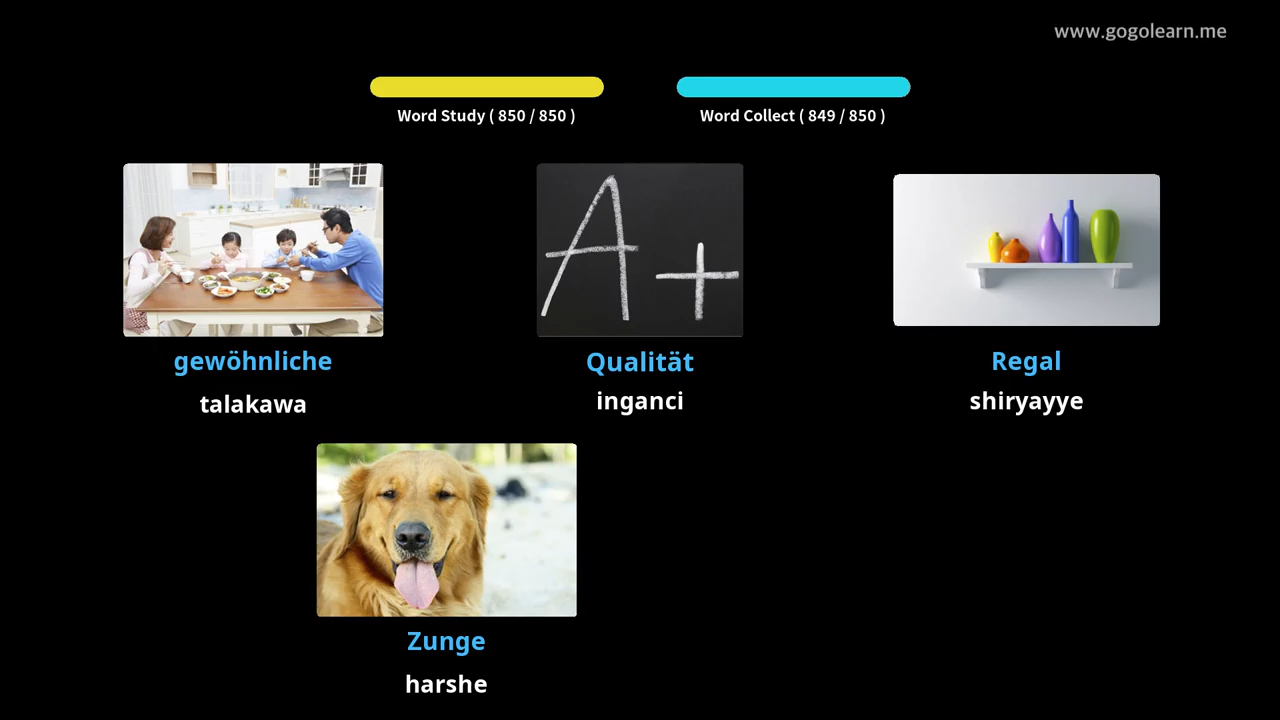 www.gogolearn.me
Word Study ( 850 / 850 )
Word Collect ( 849 / 850 )
A+
gewöhnliche
Qualität
Regal
talakawa
inganci
shiryayye
Zunge
harshe